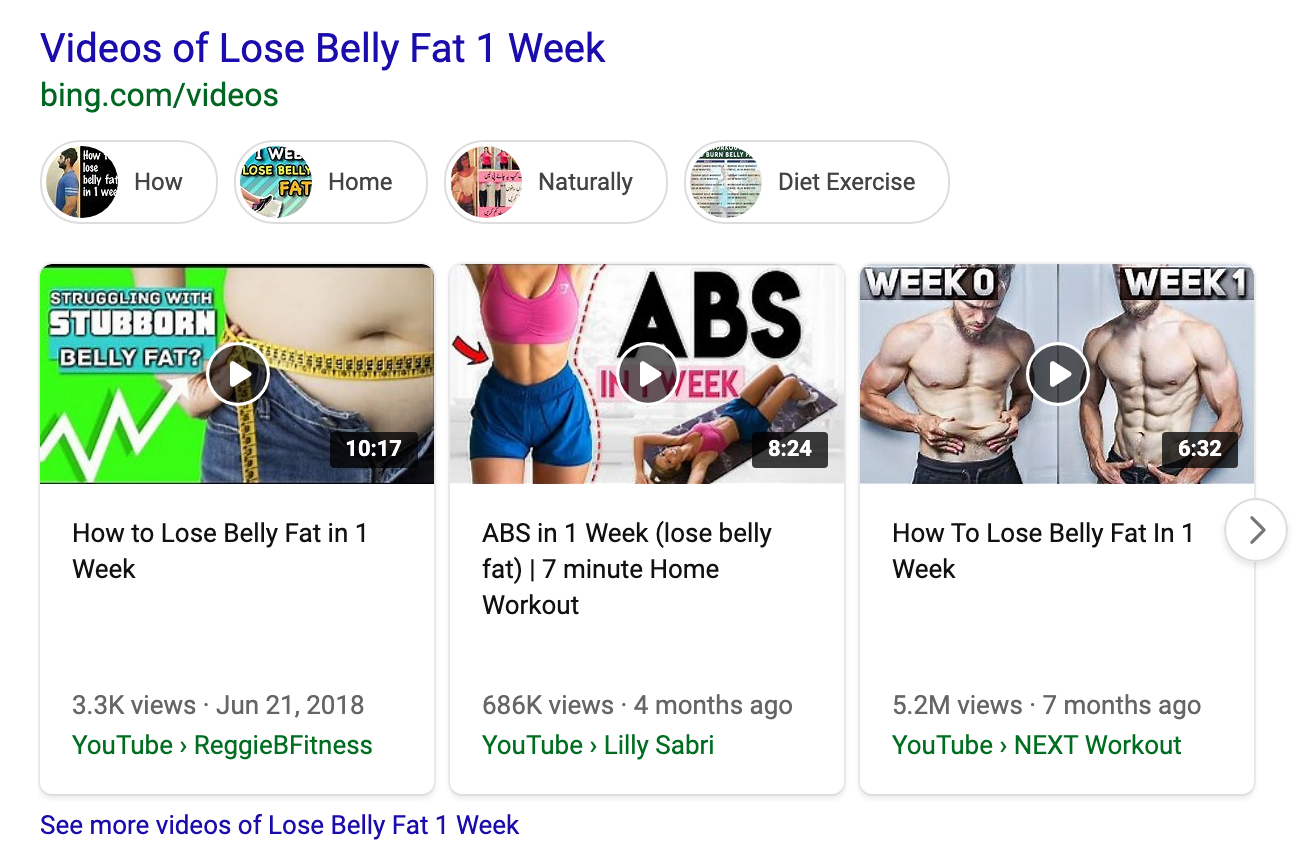 Videos of Lose Belly Fat 1 Week
bing.com/videos
How
lose
belly fat
in 1 week
How
LOSE BELLY
FAT
Home
Naturally
BURN BELLY
Diet Exercise
STRUGGLING WITH
STUBBORN
BELLY FAT?
10:17
ABS
IN 1 WEEK
8:24
WEEK 0
WEEK 1
6:32
How to Lose Belly Fat in 1
Week
ABS in 1 Week (lose belly
fat) | 7 minute Home
Workout
How To Lose Belly Fat In 1
Week
3.3K views · Jun 21, 2018
YouTube › ReggieBFitness
686K views · 4 months ago
YouTube › Lilly Sabri
5.2M views · 7 months ago
YouTube › NEXT Workout
See more videos of Lose Belly Fat 1 Week